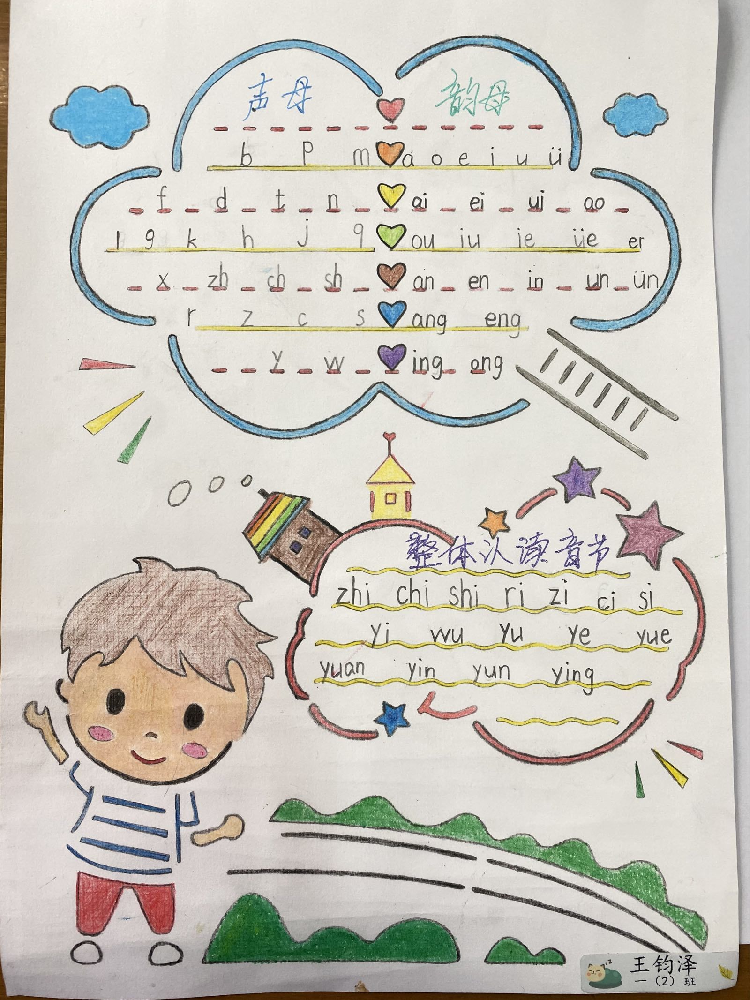 声母 韵母
b p m a o e i u ü
f d t n ai ei ui ao
l g k h j q ou iu ie üe er
x zh ch sh an en in un ün
r z c s ang eng
y w ing ong
整体认读音节
zhi chi shi ri zi ci si
yi wu yu ye yue
yuan yin yun ying
zz
王钧泽
一（2）班